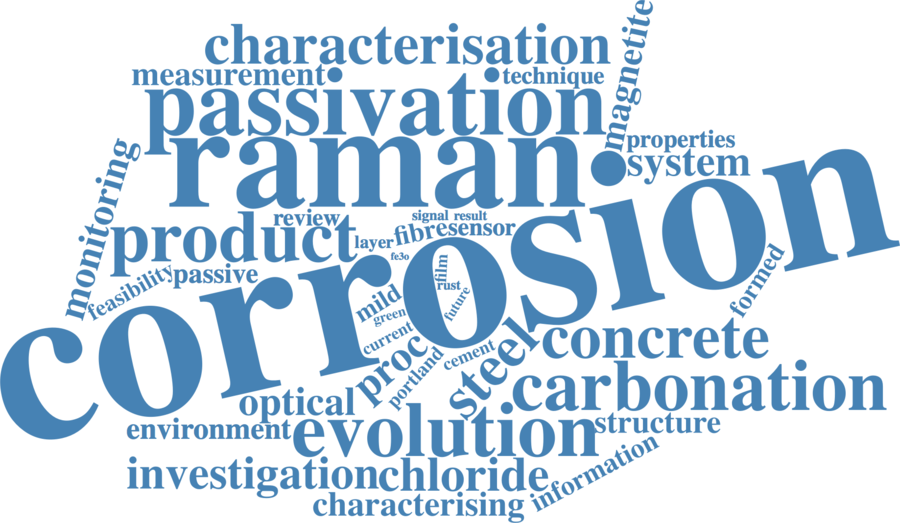 magnetite
characterisation
measurement
technique
passivation
raman
properties
system
monitoring
corrosion
review
signal
result
product
layer
fibre
sensor
fe3o
feasibility
passive
film
rust
future
mild
green
current
formed
proc
portland
cement
steel
concrete
carbonation
optical
environment
evolution
structure
investigation
chloride
information
characterising